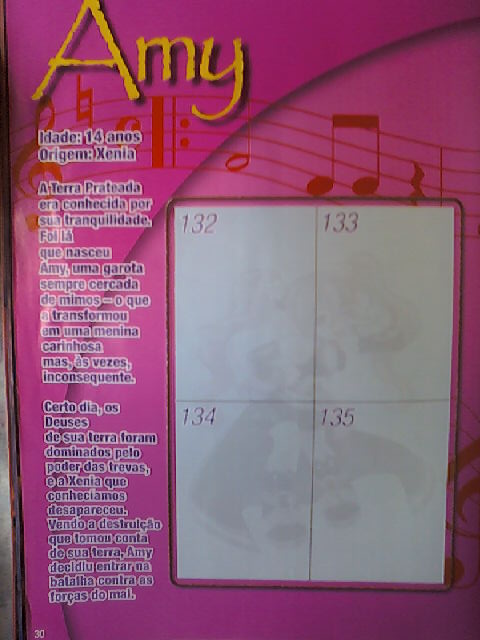 Amy
Idade: 14 anos
Origem: Xenia
A Terra Prateada
era conhecida por
sua tranquilidade.
Foi lá
que nasceu
Amy, uma garota
sempre cercada
de mimos – o que
a transformou
em uma menina
carinhosa
mas, às vezes,
inconsequente.
Certo dia, os
Deuses
de sua terra foram
dominados pelo
poder das trevas,
e a Xenia que
conhecíamos
desapareceu.
Vendo a destruição
que tomou conta
de sua terra, Amy
decidiu entrar na
batalha contra as
forças do mal.
132
133
134
135
30